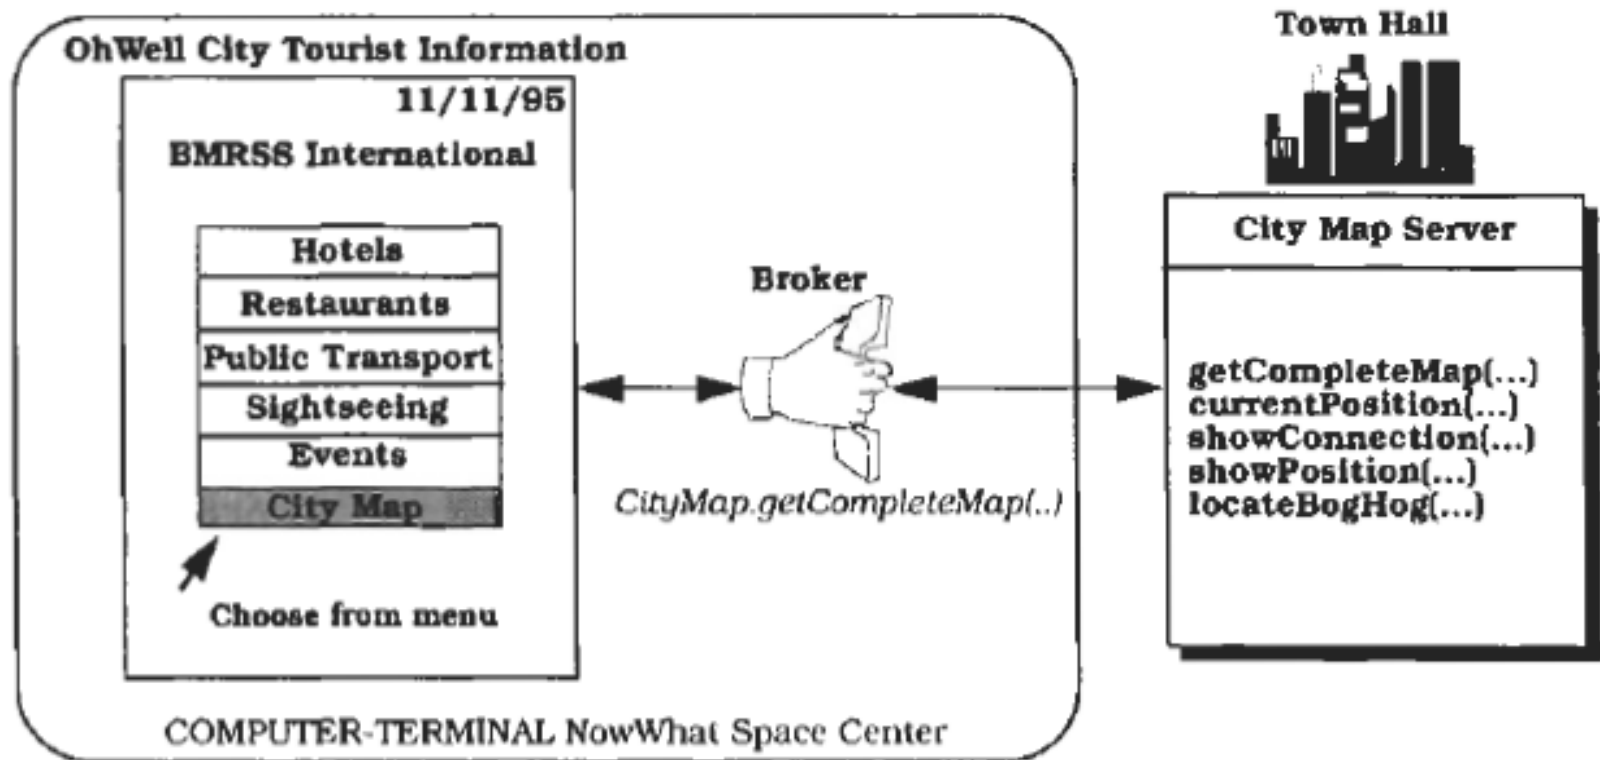 OhWell City Tourist Information
11/11/95
BMRSS International
Hotels
Restaurants
Public Transport
Sightseeing
Events
City Map
Choose from menu
COMPUTER-TERMINAL NowWhat Space Center
Broker
CityMap.getCompleteMap(..)
Town Hall
City Map Server
getCompleteMap(...)
currentPosition(...)
showConnection(...)
showPosition(...)
locateBogHog(...)